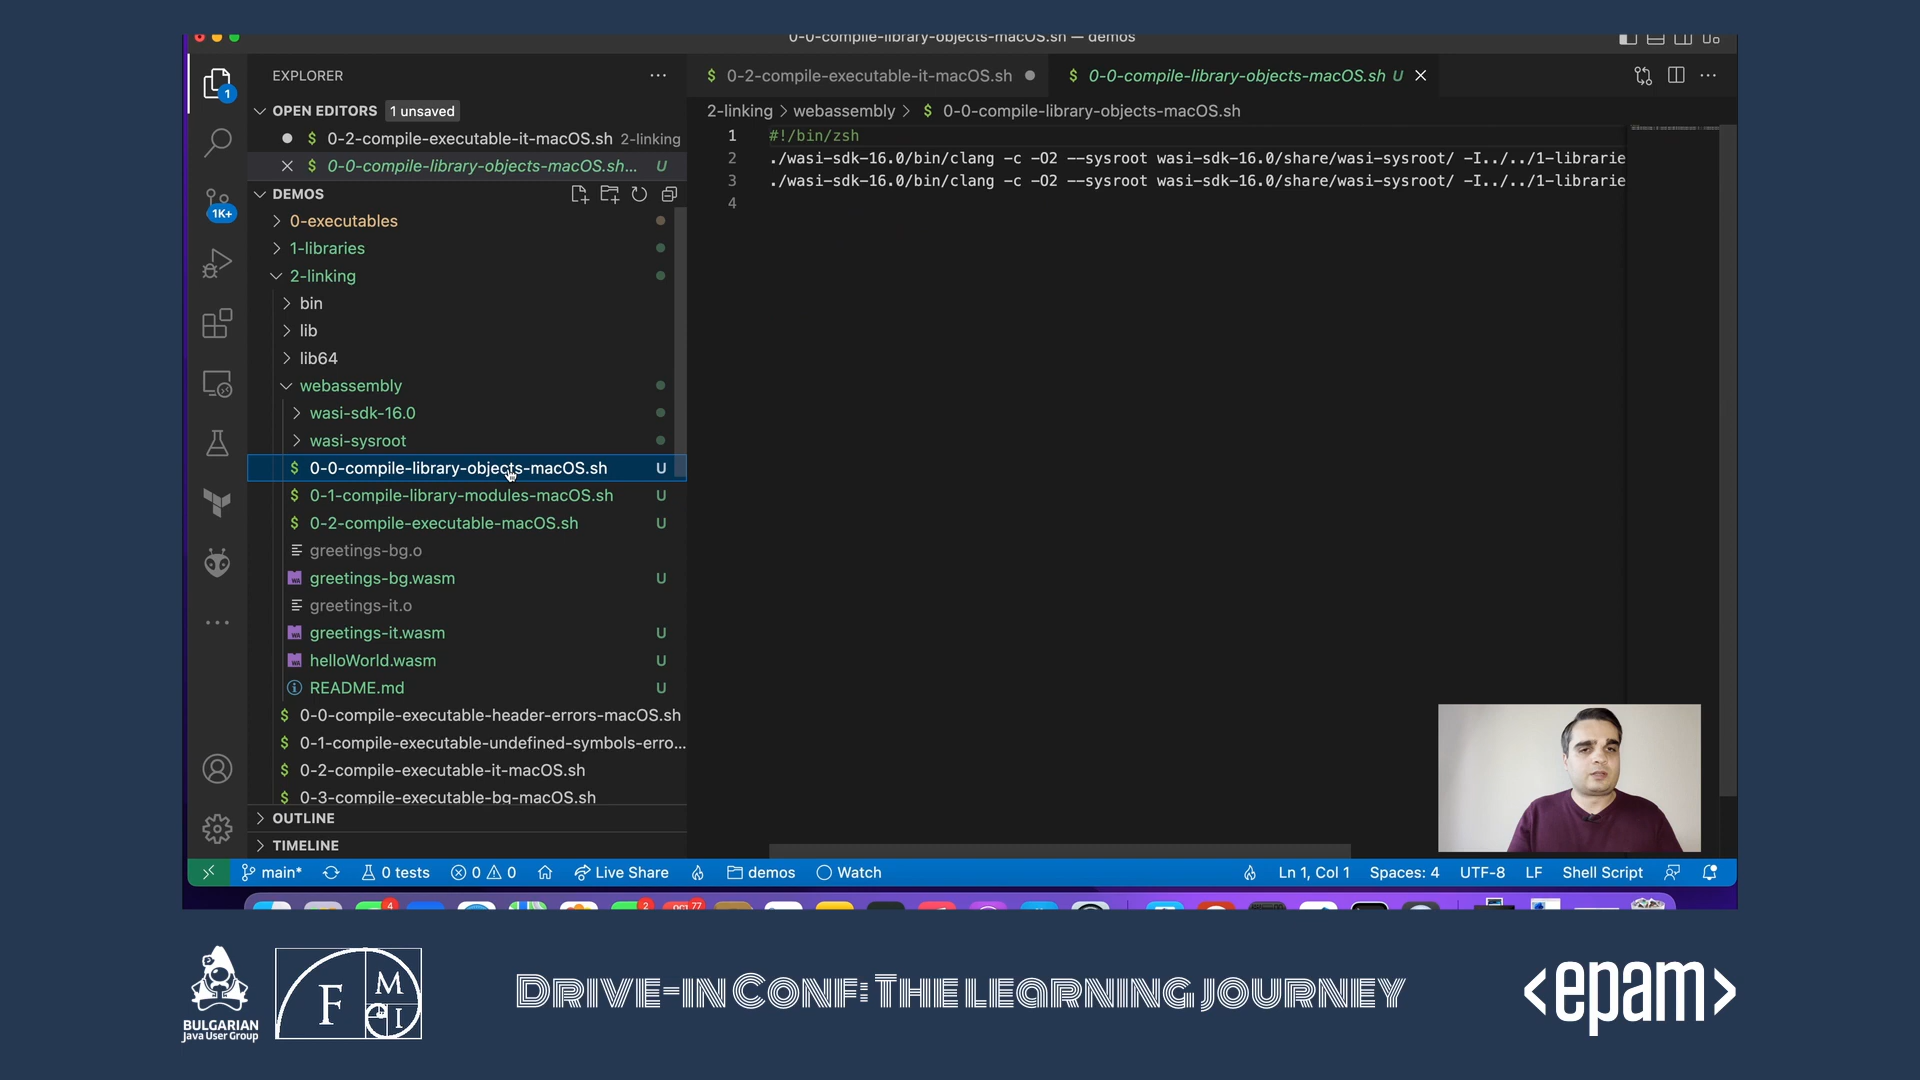 0-0-compile-library-objects-macOS.sh — demos
EXPLORER
0-2-compile-executable-it-macOS.sh
0-0-compile-library-objects-macOS.sh U
1
OPEN EDITORS 1 unsaved
2-linking > webassembly > $ 0-0-compile-library-objects-macOS.sh
$ 0-2-compile-executable-it-macOS.sh 2-linking
$ 0-0-compile-library-objects-macOS.sh... U
DEMOS
1 #!/bin/zsh
2 ./wasi-sdk-16.0/bin/clang -c -O2 --sysroot wasi-sdk-16.0/share/wasi-sysroot/ -I../../1-librarie
3 ./wasi-sdk-16.0/bin/clang -c -O2 --sysroot wasi-sdk-16.0/share/wasi-sysroot/ -I../../1-librarie
4
1K+
0-executables
1-libraries
2-linking
bin
lib
lib64
webassembly
wasi-sdk-16.0
wasi-sysroot
$ 0-0-compile-library-objects-macOS.sh U
$ 0-1-compile-library-modules-macOS.sh U
$ 0-2-compile-executable-macOS.sh U
greetings-bg.o
greetings-bg.wasm U
greetings-it.o
greetings-it.wasm U
helloWorld.wasm U
README.md U
$ 0-0-compile-executable-header-errors-macOS.sh
$ 0-1-compile-executable-undefined-symbols-erro...
$ 0-2-compile-executable-it-macOS.sh
$ 0-3-compile-executable-bg-macOS.sh
OUTLINE
TIMELINE
main* 0 tests 0 0 Live Share demos Watch Ln 1, Col 1 Spaces: 4 UTF-8 LF Shell Script
4 2 77
BULGARIAN
Java User Group
F M I
DRIVE-IN CONF: THE LEARNING JOURNEY
<epam>